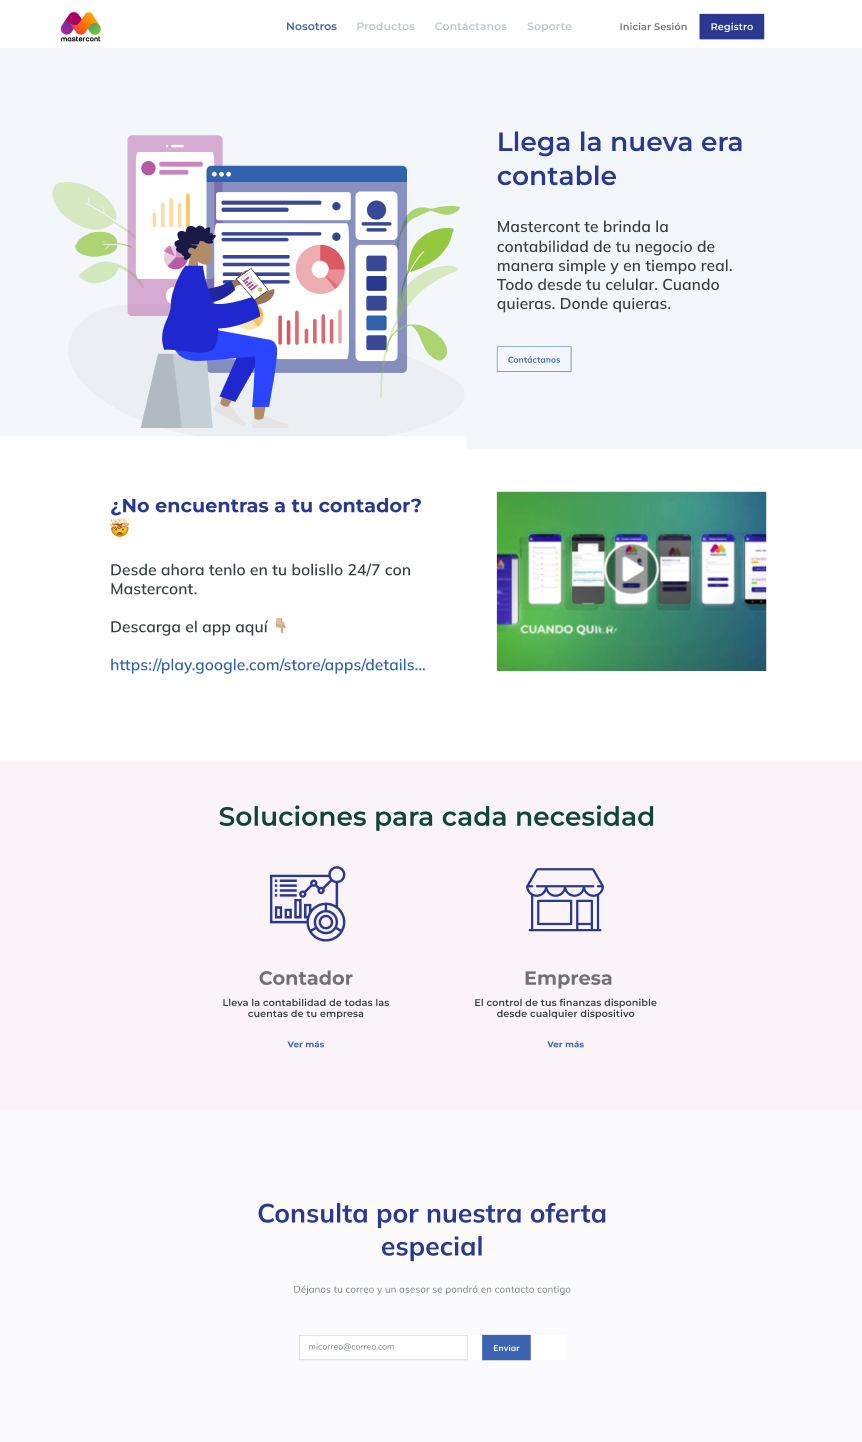 mastercont
Nosotros
Productos
Contáctanos
Soporte
Iniciar Sesión
Registro
Llega la nueva era
contable
Mastercont te brinda la
contabilidad de tu negocio de
manera simple y en tiempo real.
Todo desde tu celular. Cuando
quieras. Donde quieras.
Contáctanos
¿No encuentras a tu contador?
🤯
Desde ahora tenlo en tu bolisllo 24/7 con
Mastercont.
Descarga el app aquí 👇🏼
https://play.google.com/store/apps/details...
CUANDO QUIER
Soluciones para cada necesidad
Contador
Lleva la contabilidad de todas las
cuentas de tu empresa
Ver más
Empresa
El control de tus finanzas disponible
desde cualquier dispositivo
Ver más
Consulta por nuestra oferta
especial
Déjanos tu correo y un asesor se pondrá en contacto contigo
micorreo@correo.com
Enviar